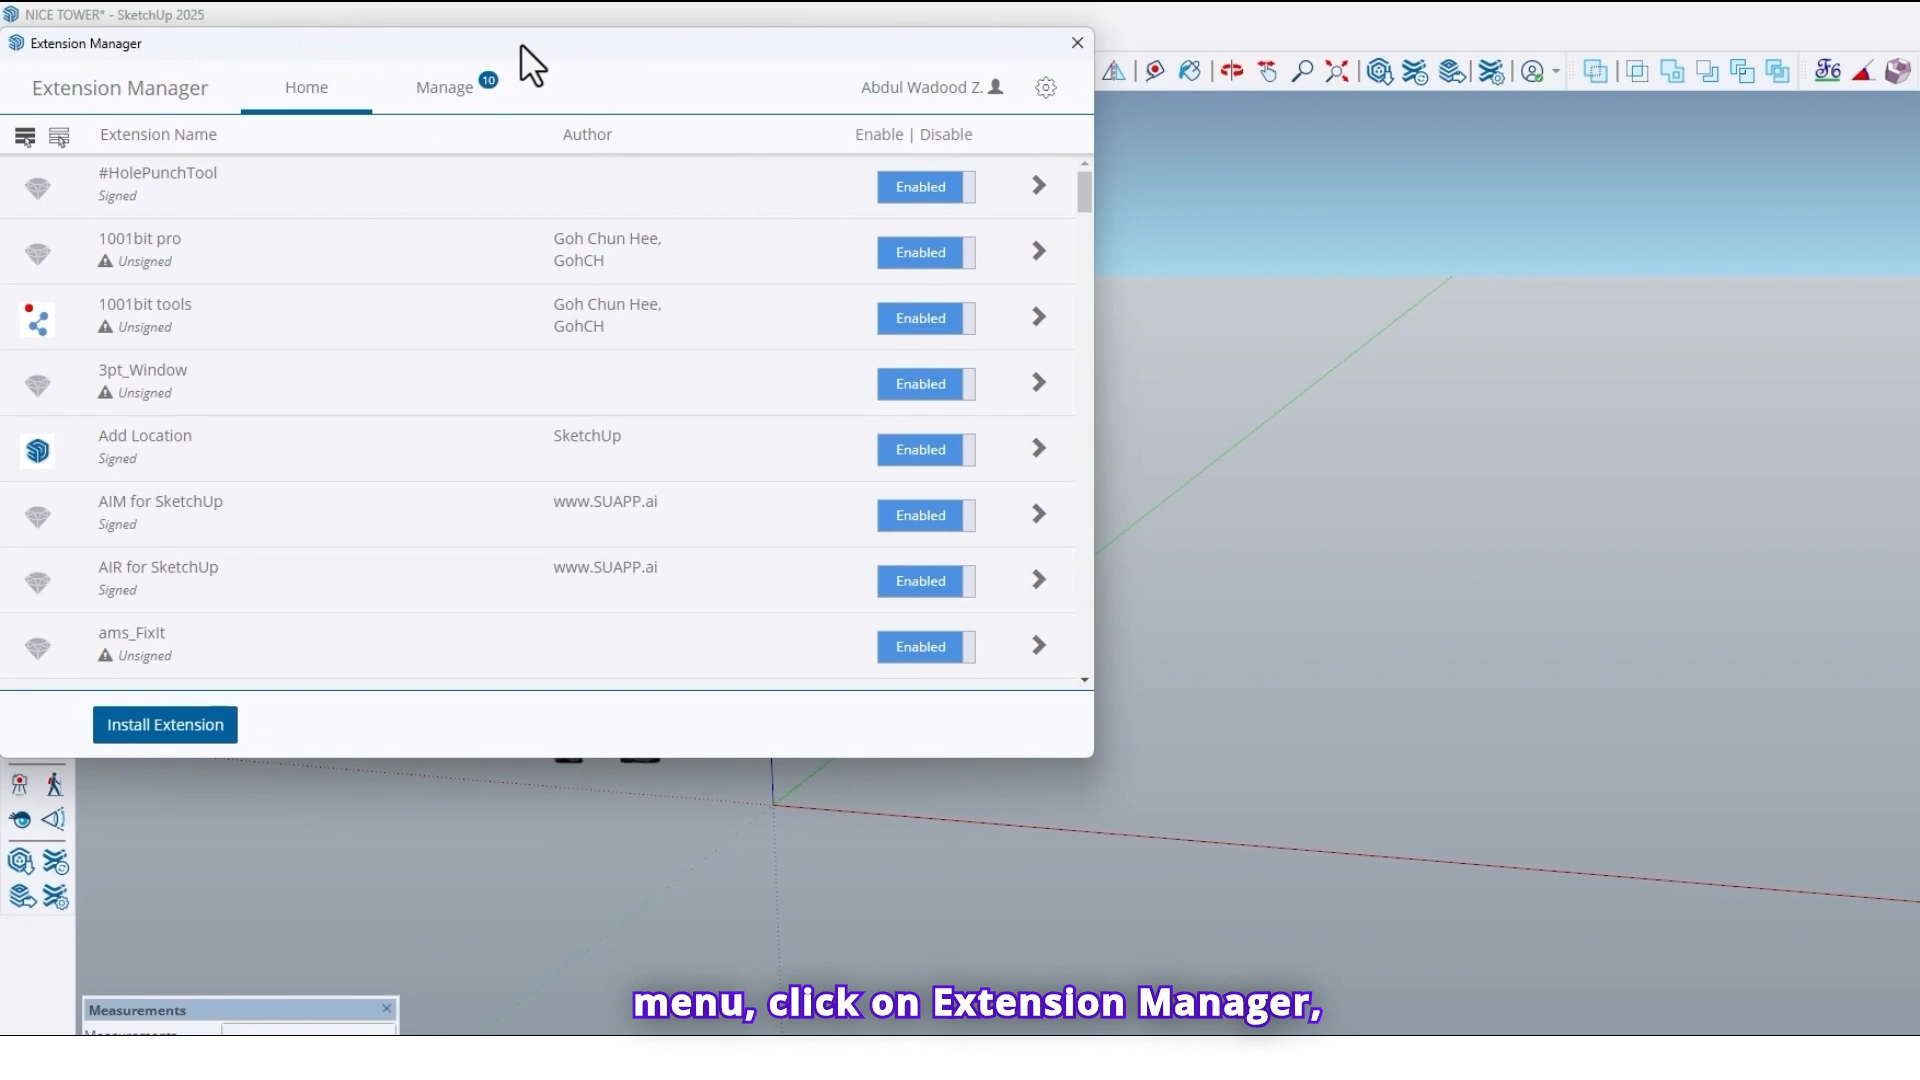 NICE TOWER* - SketchUp 2025
Extension Manager
Extension Manager
Home
Manage
10
Abdul Wadood Z.
Extension Name
Author
Enable | Disable
#HolePunchTool
Signed
Enabled
1001bit pro
Unsigned
Goh Chun Hee,
GohCH
Enabled
1001bit tools
Unsigned
Goh Chun Hee,
GohCH
Enabled
3pt_Window
Unsigned
Enabled
Add Location
Signed
SketchUp
Enabled
AIM for SketchUp
Signed
www.SUAPP.ai
Enabled
AIR for SketchUp
Signed
www.SUAPP.ai
Enabled
ams_FixIt
Unsigned
Enabled
Install Extension
F6
Measurements
Measurements
menu, click on Extension Manager,